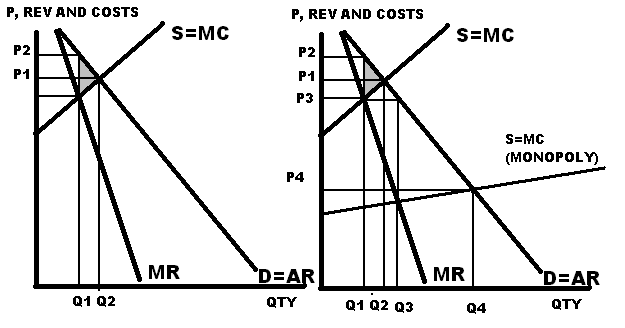 P, REV AND COSTS
S=MC
P2
P1
MR
D=AR
Q1 Q2
QTY
P, REV AND COSTS
S=MC
P2
P1
P3
S=MC
(MONOPOLY)
P4
MR
D=AR
Q1 Q2 Q3
Q4
QTY